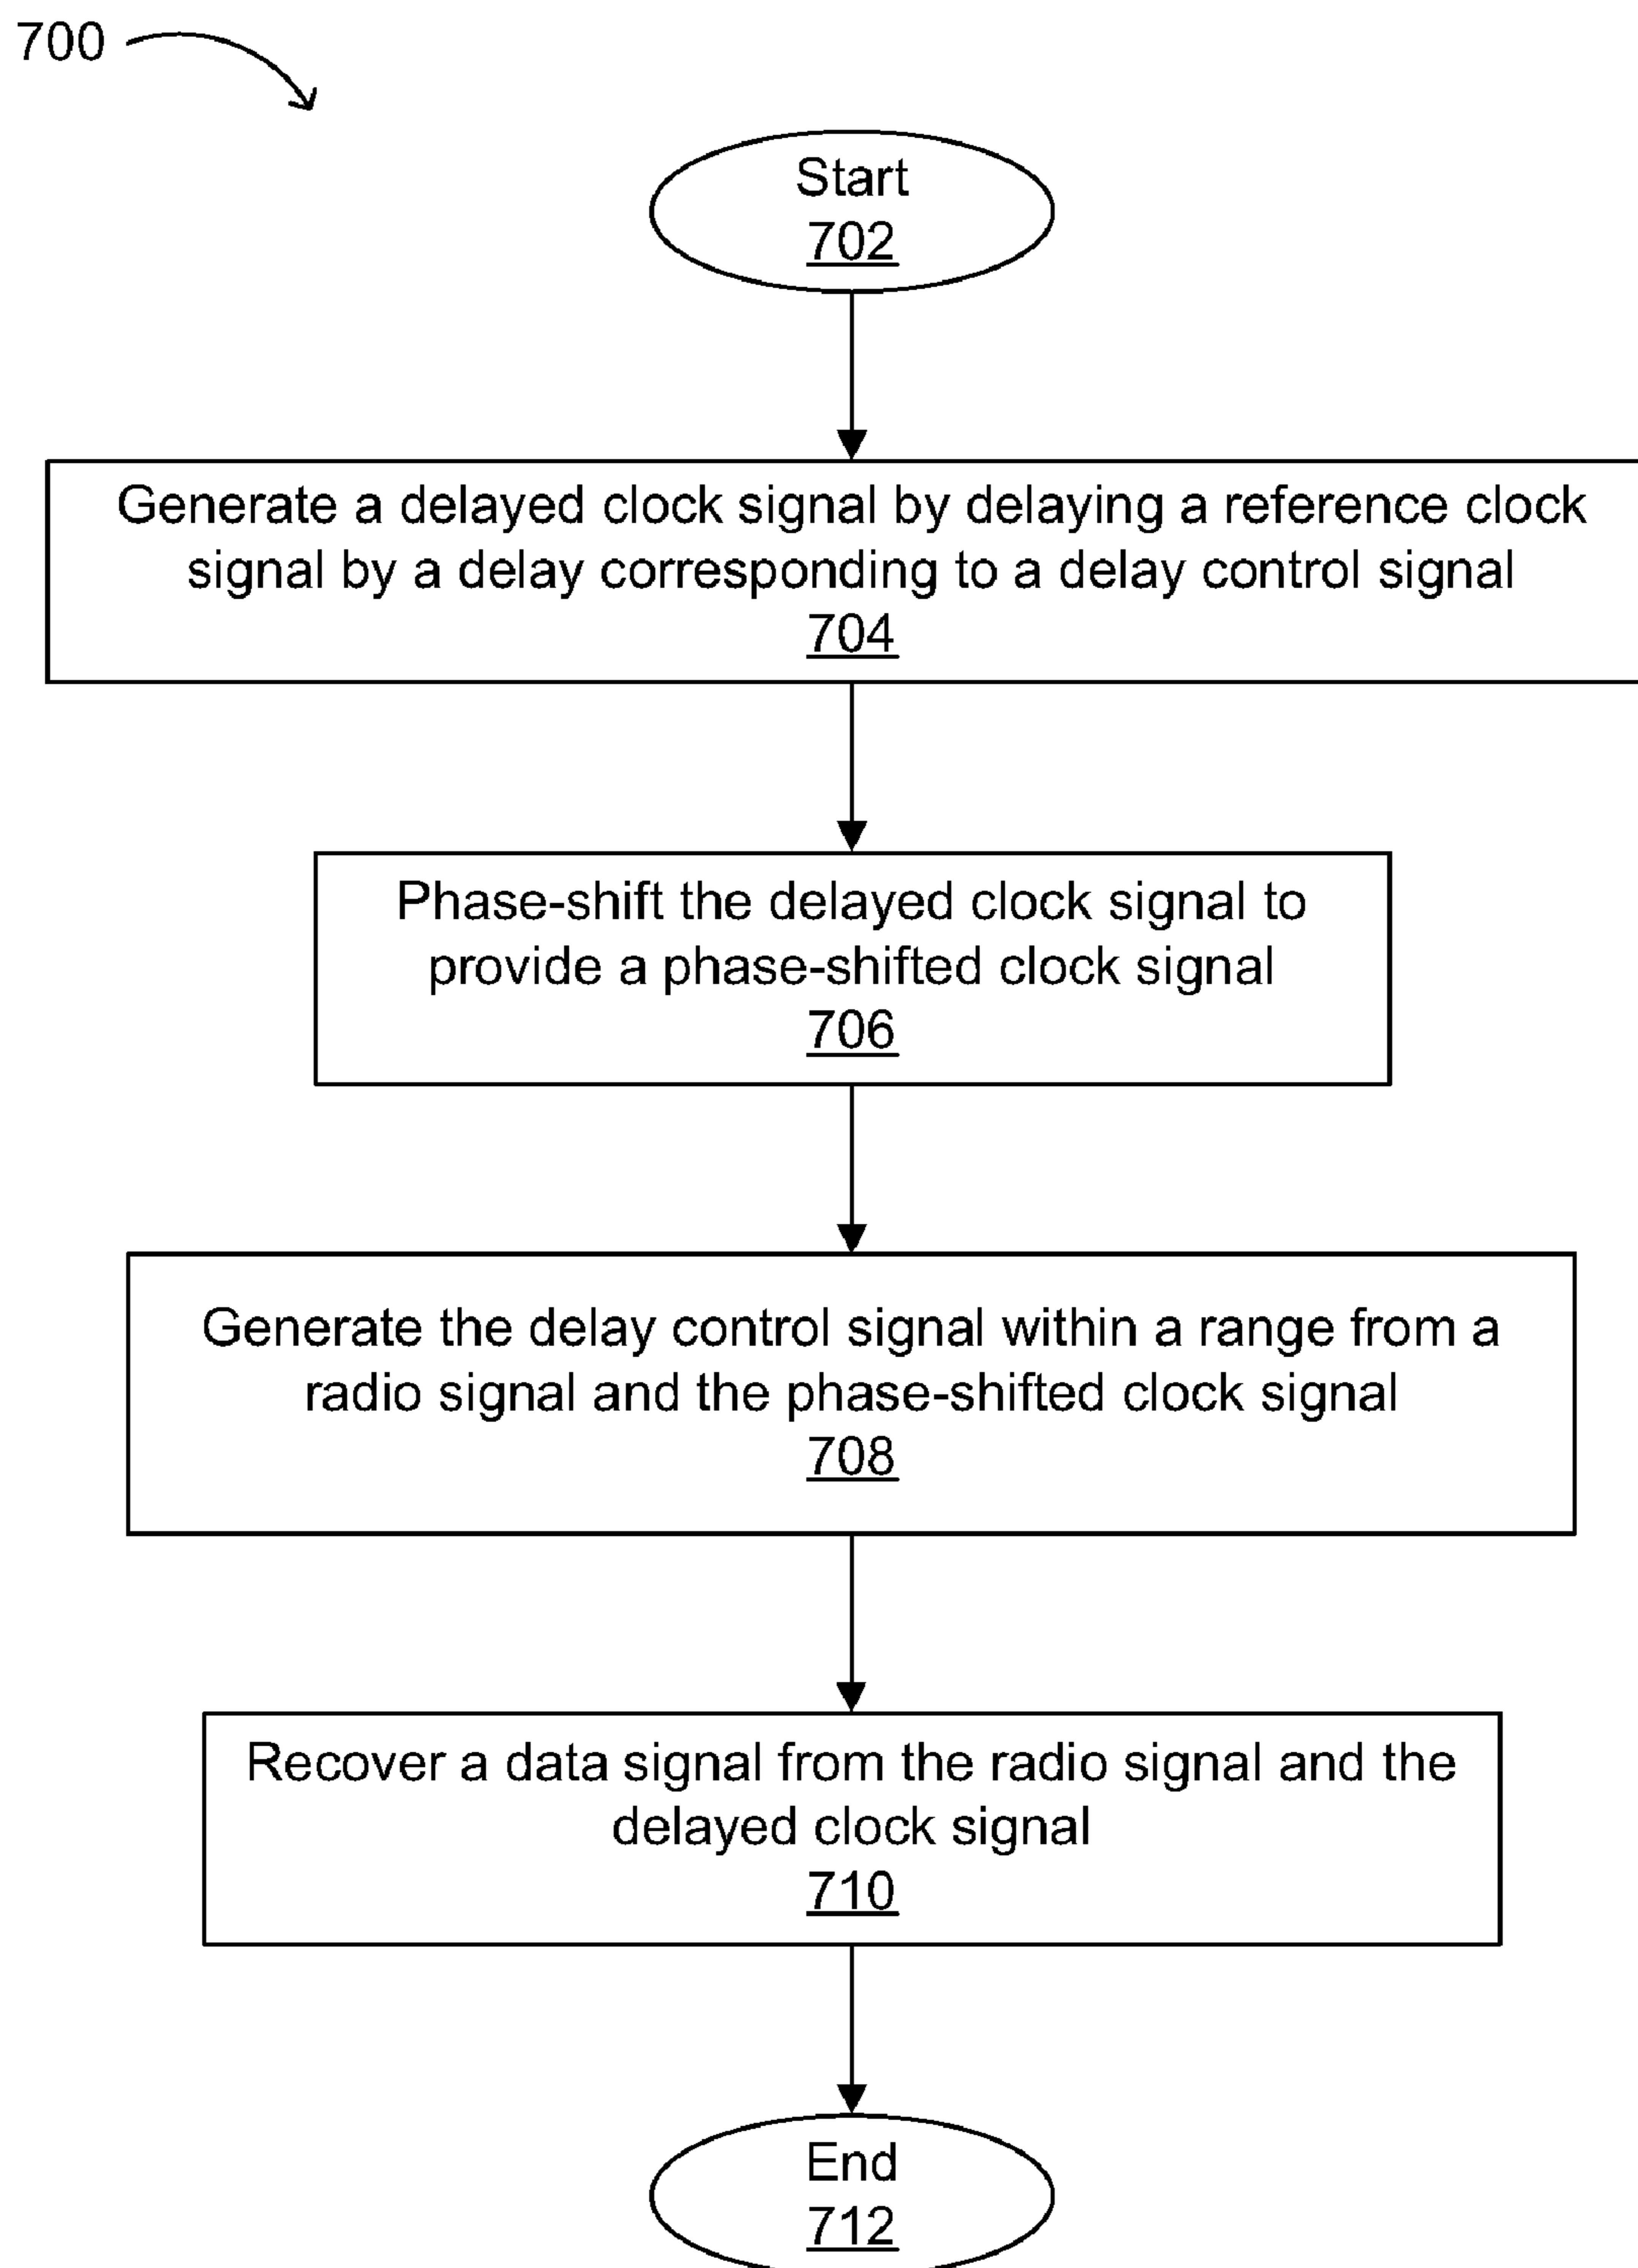 700
Start
702
Generate a delayed clock signal by delaying a reference clock
signal by a delay corresponding to a delay control signal
704
Phase-shift the delayed clock signal to
provide a phase-shifted clock signal
706
Generate the delay control signal within a range from a
radio signal and the phase-shifted clock signal
708
Recover a data signal from the radio signal and the
delayed clock signal
710
End
712